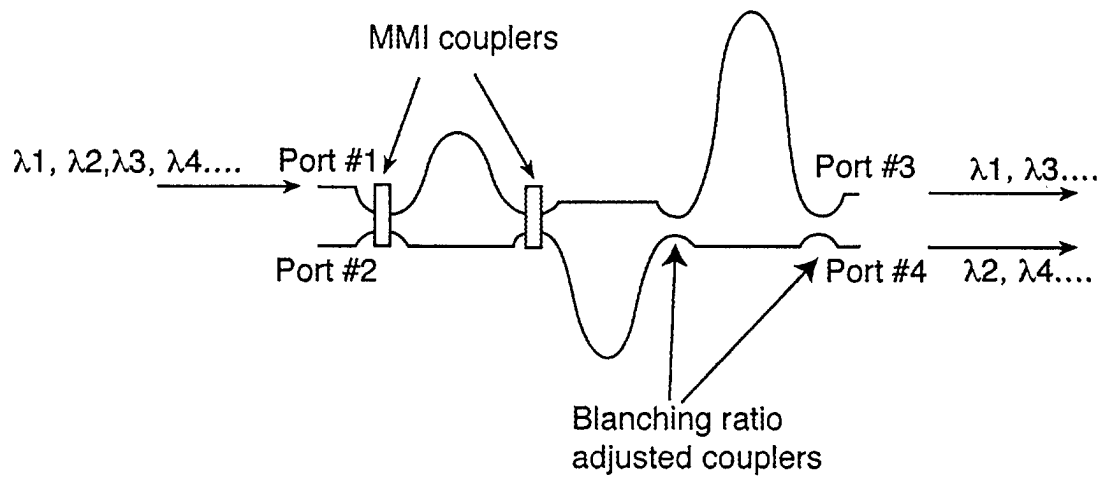 MMI couplers
λ1, λ2,λ3, λ4....
Port #1
Port #3
λ1, λ3....
Port #2
Port #4
λ2, λ4....
Blanching ratio
adjusted couplers